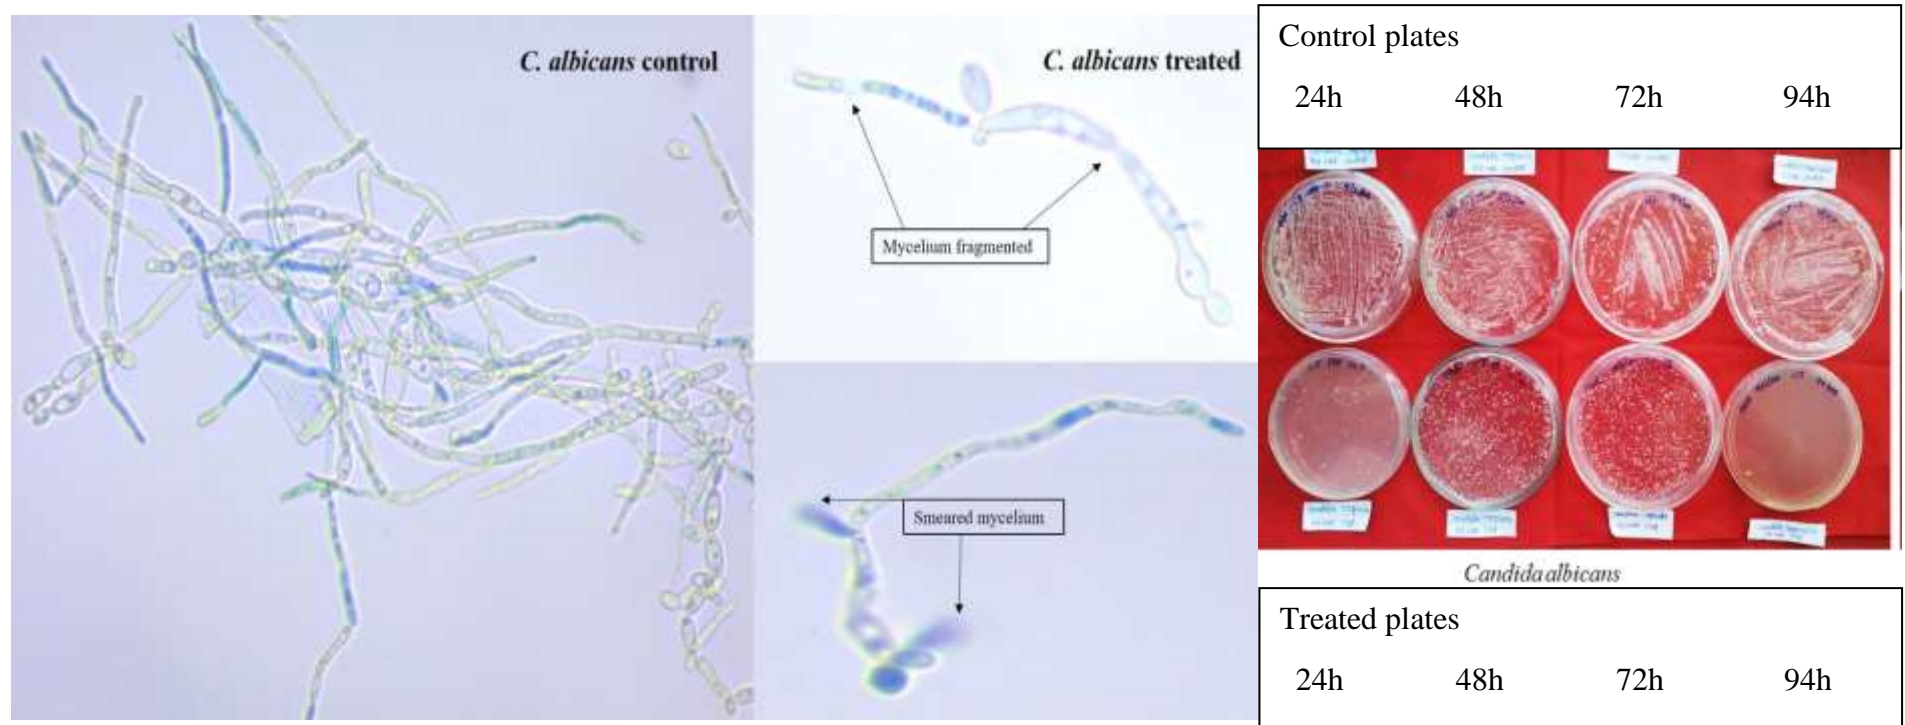 C. albicans control
C. albicans treated
Mycelium fragmented
Smeared mycelium
Control plates
24h 48h 72h 94h
Candida albicans
Treated plates
24h 48h 72h 94h